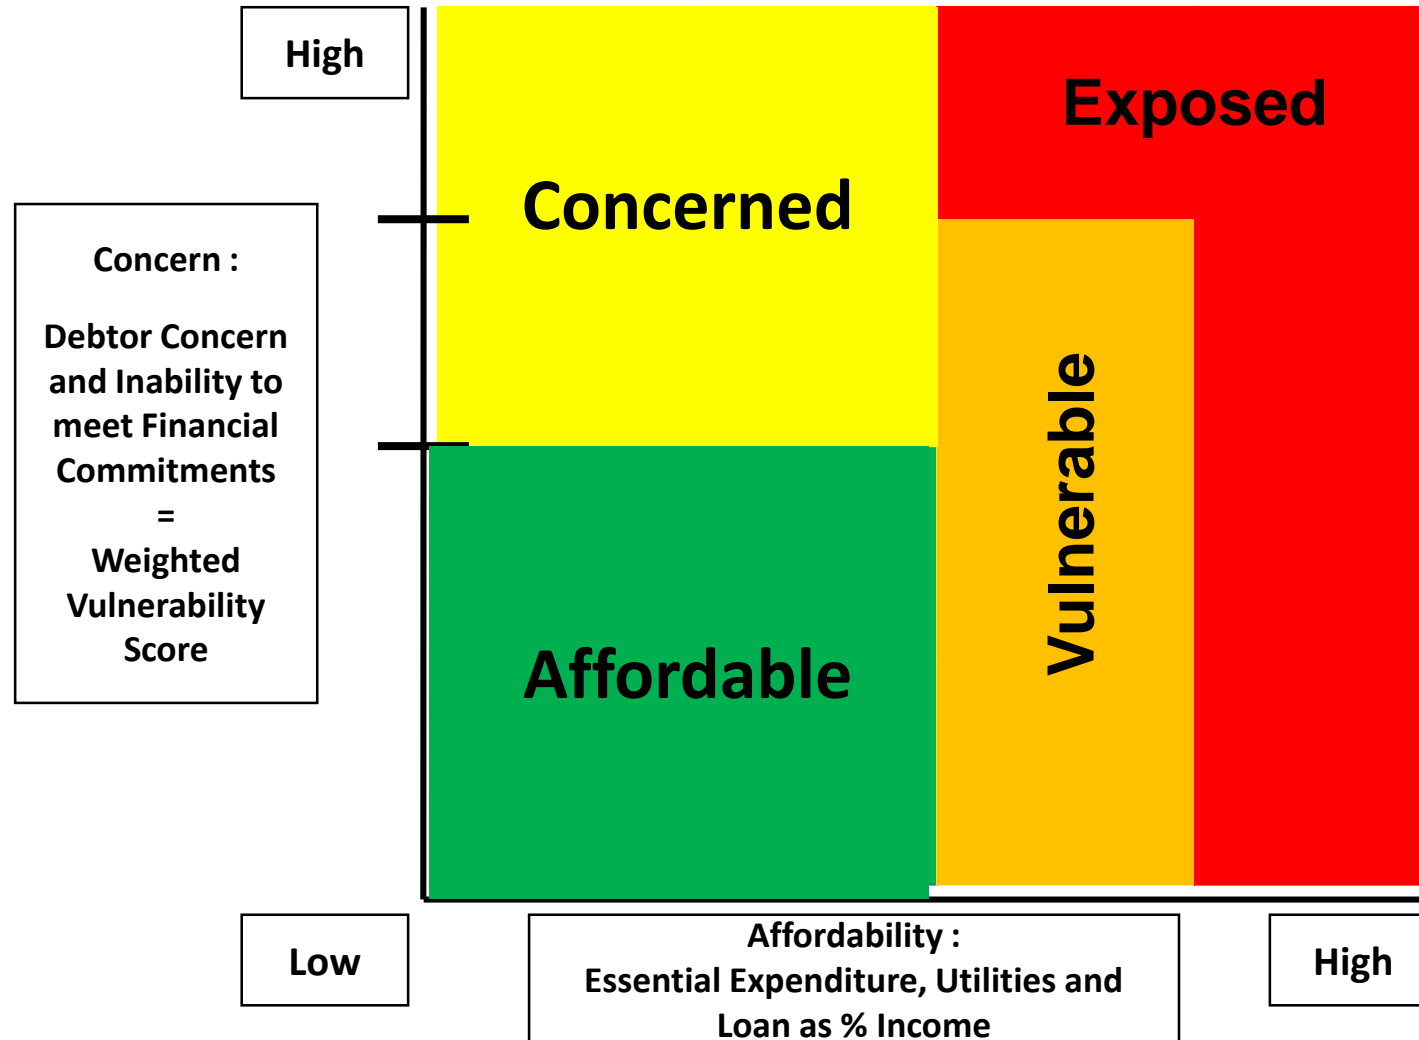 High
Exposed
Concerned
Concern :
Debtor Concern
and Inability to
meet Financial
Commitments
=
Weighted
Vulnerability
Score
Vulnerable
Affordable
Low
Affordability :
Essential Expenditure, Utilities and
Loan as % Income
High